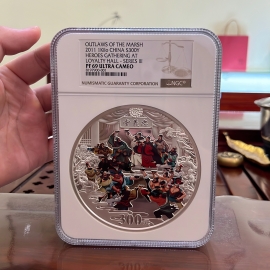 OUTLAWS OF THE MARSH
2011 1Kilo CHINA S300Y
HEROES GATHERING AT
LOYALTY HALL - SERIES III
PF 69 ULTRA CAMEO
NGC
NUMISMATIC GUARANTY CORPORATION
300